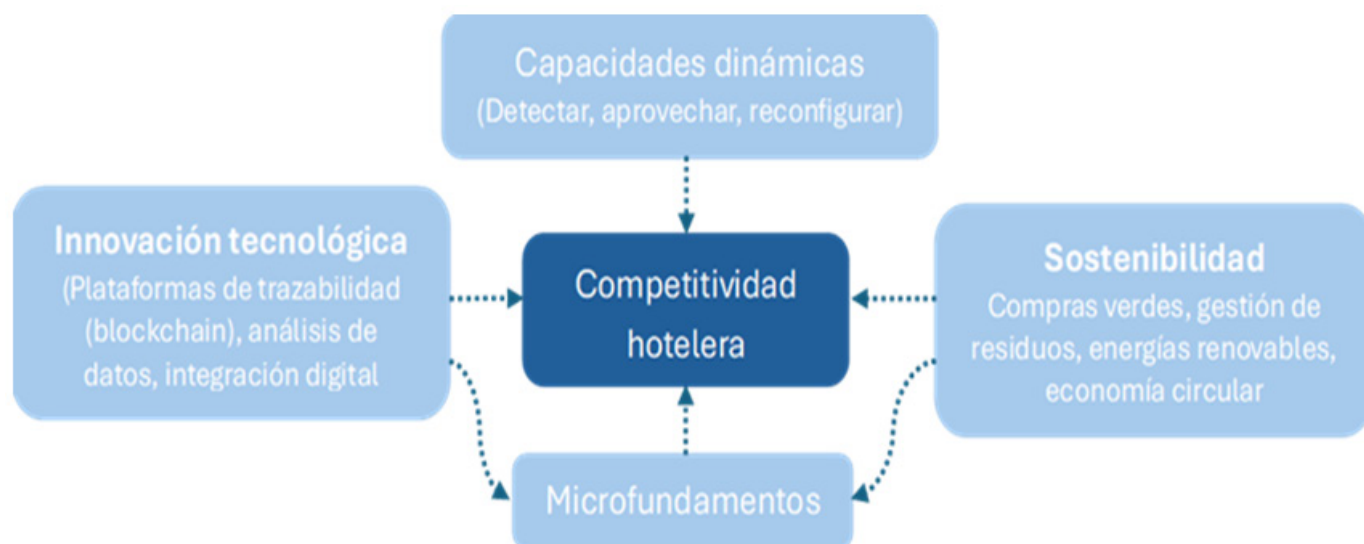 Capacidades dinámicas
(Detectar, aprovechar, reconfigurar)
Innovación tecnológica
(Plataformas de trazabilidad
(blockchain), análisis de
datos, integración digital
Competitividad
hotelera
Sostenibilidad
Compras verdes, gestión de
residuos, energías renovables,
economía circular
Microfundamentos